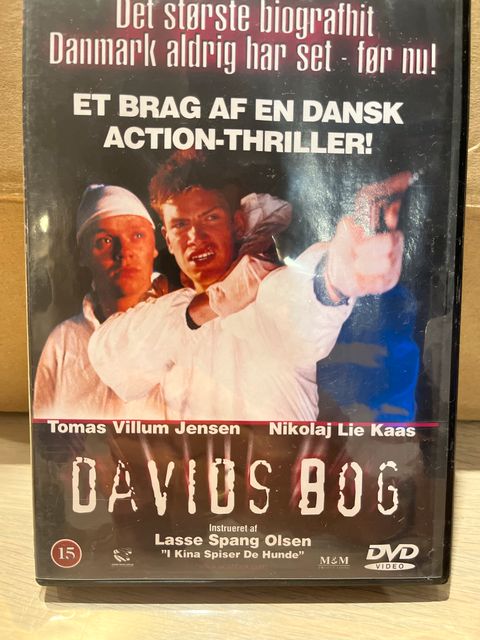 Det største biografhit
Danmark aldrig har set - før nu!
ET BRAG AF EN DANSK
ACTION-THRILLER!
Tomas Villum Jensen Nikolaj Lie Kaas
DAVIDS BOG
Instrueret af
Lasse Spang Olsen
"I Kina Spiser De Hunde"
15
M&M
DVD
VIDEO